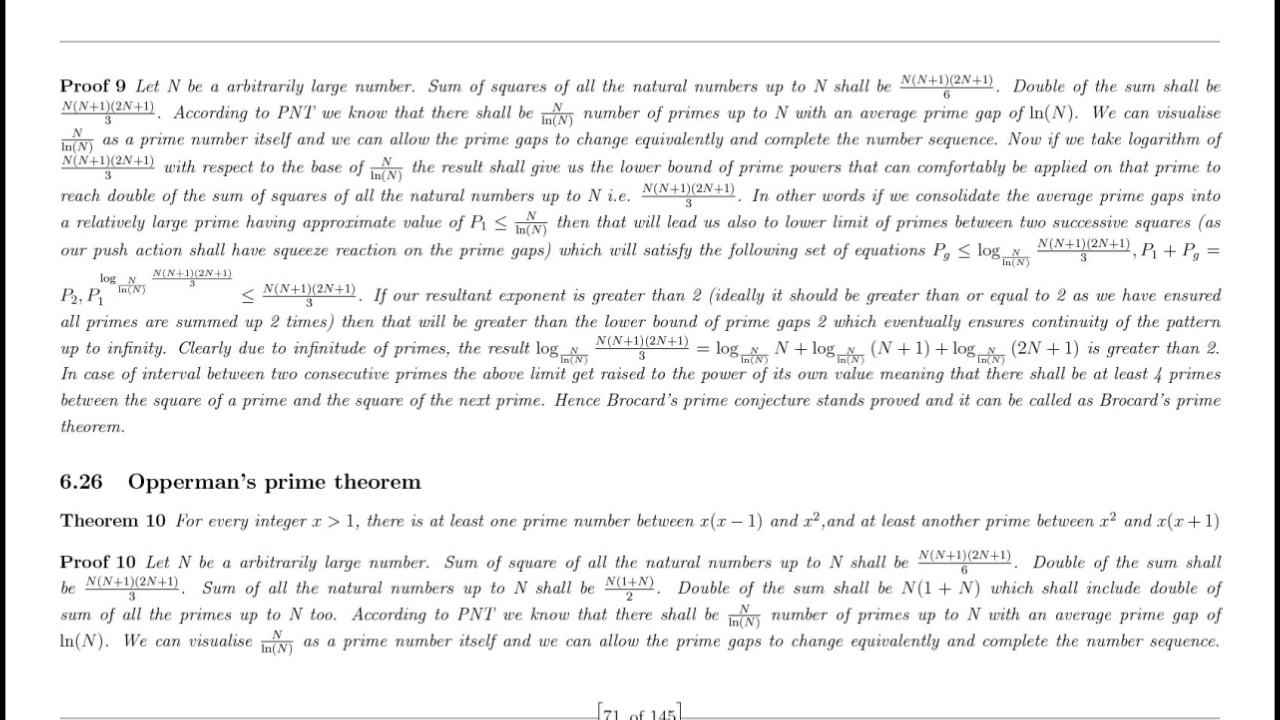 Proof 9 Let N be a arbitrarily large number. Sum of squares of all the natural numbers up to N shall be N(N+1)(2N+1)/6. Double of the sum shall be
N(N+1)(2N+1)/3. According to PNT we know that there shall be N/ln(N) number of primes up to N with an average prime gap of ln(N). We can visualise
N/ln(N) as a prime number itself and we can allow the prime gaps to change equivalently and complete the number sequence. Now if we take logarithm of
N(N+1)(2N+1)/3 with respect to the base of N/ln(N) the result shall give us the lower bound of prime powers that can comfortably be applied on that prime to
reach double of the sum of squares of all the natural numbers up to N i.e. N(N+1)(2N+1)/3. In other words if we consolidate the average prime gaps into
a relatively large prime having approximate value of P₁ ≤ N/ln(N) then that will lead us also to lower limit of primes between two successive squares (as
our push action shall have squeeze reaction on the prime gaps) which will satisfy the following set of equations P_g ≤ log_{N/ln(N)} N(N+1)(2N+1)/3, P₁ + P_g =
P₂, P₁^{log_{N/ln(N)} N(N+1)(2N+1)/3} ≤ N(N+1)(2N+1)/3. If our resultant exponent is greater than 2 (ideally it should be greater than or equal to 2 as we have ensured
all primes are summed up 2 times) then that will be greater than the lower bound of prime gaps 2 which eventually ensures continuity of the pattern
up to infinity. Clearly due to infinitude of primes, the result log_{N/ln(N)} N(N+1)(2N+1)/3 = log_{N/ln(N)} N + log_{N/ln(N)} (N + 1) + log_{N/ln(N)} (2N + 1) is greater than 2.
In case of interval between two consecutive primes the above limit get raised to the power of its own value meaning that there shall be at least 4 primes
between the square of a prime and the square of the next prime. Hence Brocard's prime conjecture stands proved and it can be called as Brocard's prime
theorem.
6.26 Opperman's prime theorem
Theorem 10 For every integer x > 1, there is at least one prime number between x(x − 1) and x²,and at least another prime between x² and x(x + 1)
Proof 10 Let N be a arbitrarily large number. Sum of square of all the natural numbers up to N shall be N(N+1)(2N+1)/6. Double of the sum shall
be N(N+1)(2N+1)/3. Sum of all the natural numbers up to N shall be N(1+N)/2. Double of the sum shall be N(1 + N) which shall include double of
sum of all the primes up to N too. According to PNT we know that there shall be N/ln(N) number of primes up to N with an average prime gap of
ln(N). We can visualise N/ln(N) as a prime number itself and we can allow the prime gaps to change equivalently and complete the number sequence.
71 of 145